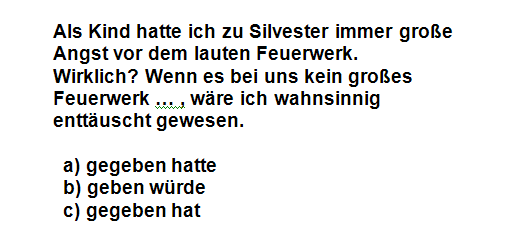 Als Kind hatte ich zu Silvester immer große
Angst vor dem lauten Feuerwerk.
Wirklich? Wenn es bei uns kein großes
Feuerwerk ... , wäre ich wahnsinnig
enttäuscht gewesen.
a) gegeben hatte
b) geben würde
c) gegeben hat